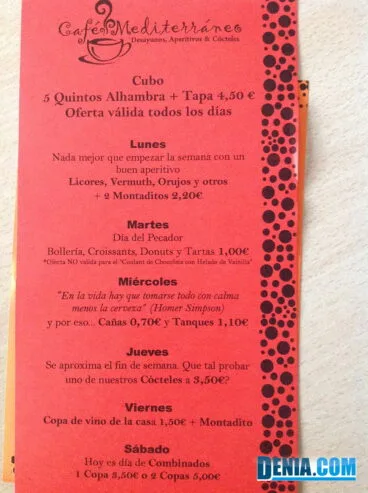 Café Mediterráneo
Desayunos, Aperitivos & Cócteles
Cubo
5 Quintos Alhambra + Tapa 4,50 €
Oferta válida todos los días
Lunes
Nada mejor que empezar la semana con un
buen aperitivo
Licores, Vermuth, Orujos y otros
+ 2 Montaditos 2,20€
Martes
Día del Pecador
Bollería, Croissants, Donuts y Tartas 1,00€
*Oferta NO válida para el "Coulant de Chocolate con Helado de Vainilla"
Miércoles
"En la vida hay que tomarse todo con calma
menos la cerveza" (Homer Simpson)
y por eso... Cañas 0,70€ y Tanques 1,10€
Jueves
Se aproxima el fin de semana. Que tal probar
uno de nuestros Cócteles a 3,50€?
Viernes
Copa de vino de la casa 1,50€ + Montadito
Sábado
Hoy es día de Combinados
1 Copa 3,50€ o 2 Copas 5,00€
DENIA.COM